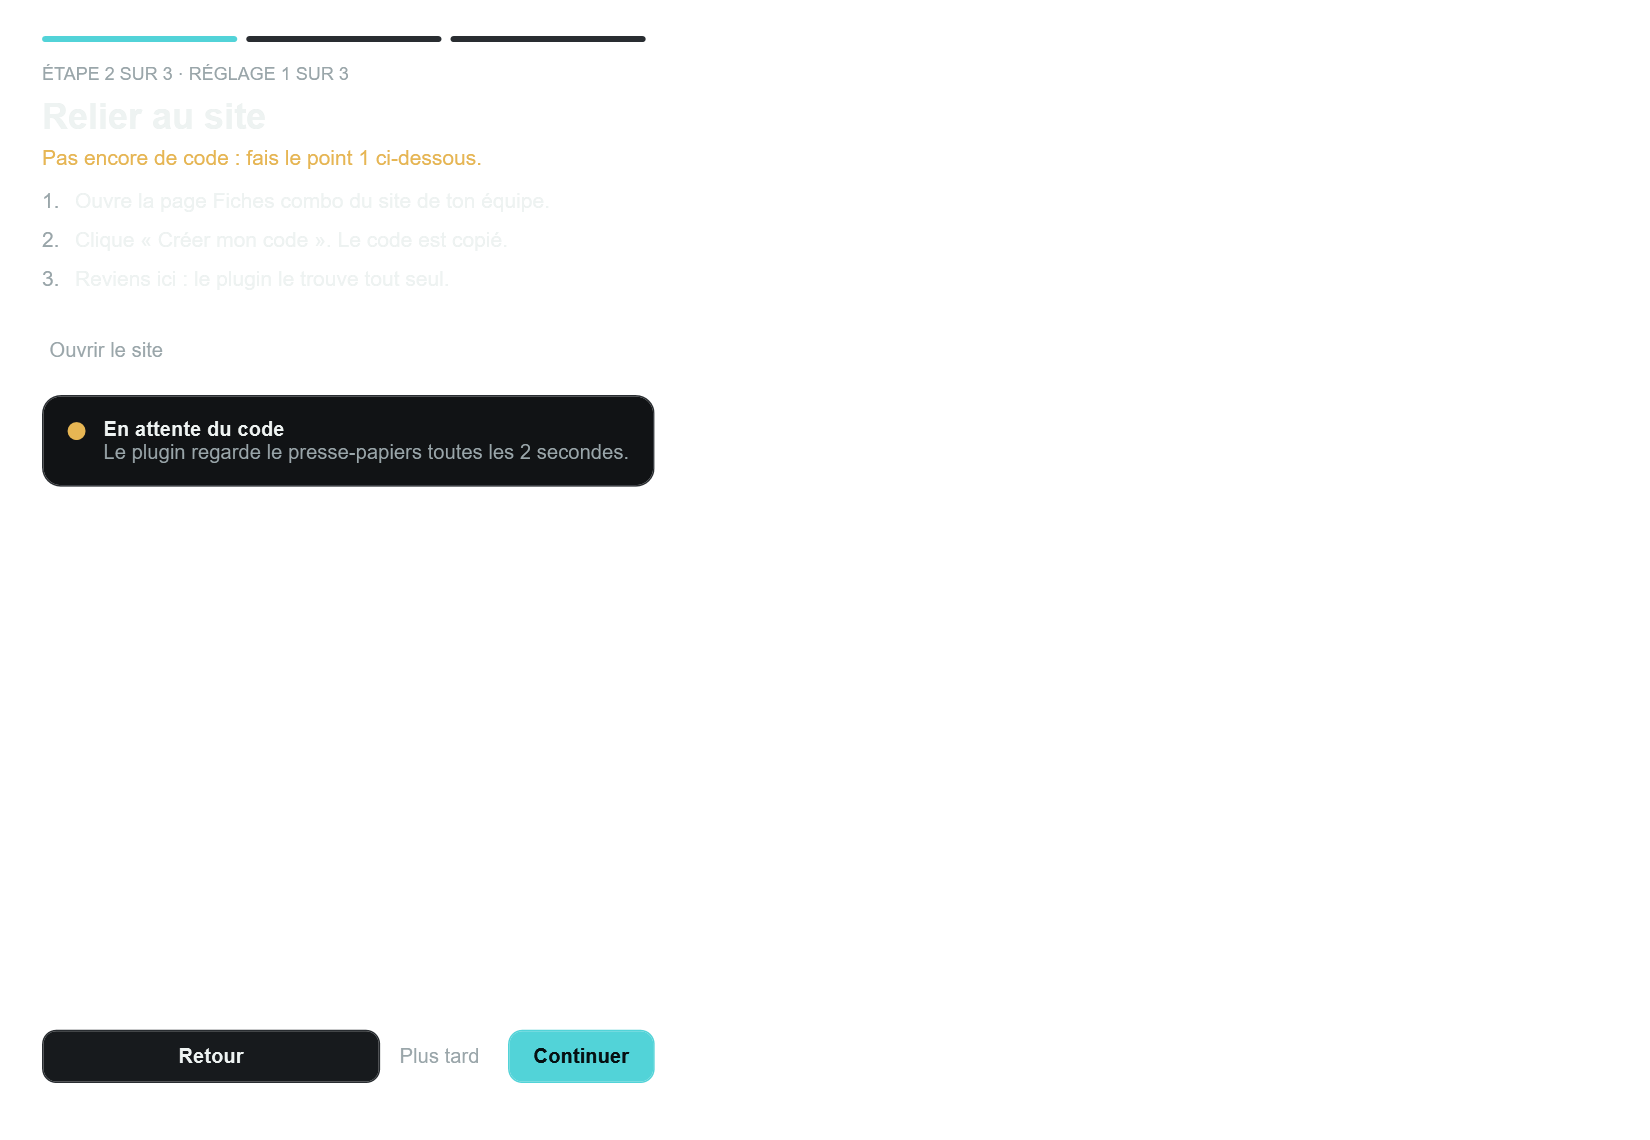 ÉTAPE 2 SUR 3 · RÉGLAGE 1 SUR 3
Relier au site
Pas encore de code : fais le point 1 ci-dessous.
1. Ouvre la page Fiches combo du site de ton équipe.
2. Clique « Créer mon code ». Le code est copié.
3. Reviens ici : le plugin le trouve tout seul.
Ouvrir le site
En attente du code
Le plugin regarde le presse-papiers toutes les 2 secondes.
Retour Plus tard Continuer